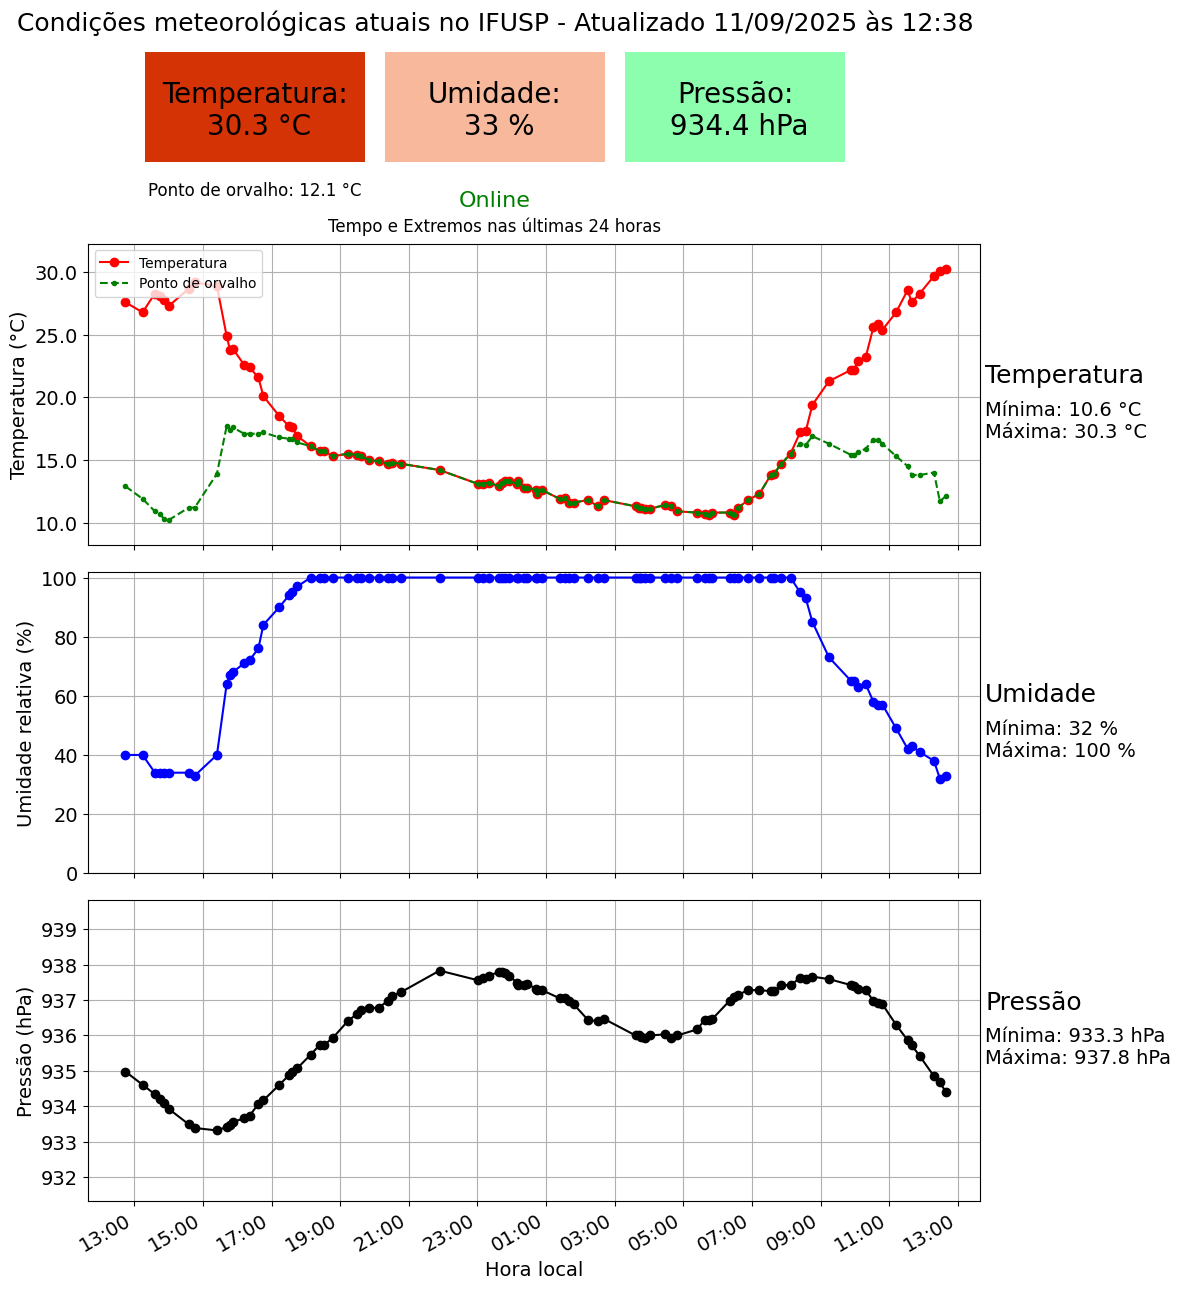 Condições meteorológicas atuais no IFUSP - Atualizado 11/09/2025 às 12:38
Temperatura:
30.3 °C
Umidade:
33 %
Pressão:
934.4 hPa
Ponto de orvalho: 12.1 °C
Online
Tempo e Extremos nas últimas 24 horas
Temperatura
Ponto de orvalho
Temperatura (°C)
30.0
25.0
20.0
15.0
10.0
Temperatura
Mínima: 10.6 °C
Máxima: 30.3 °C
Umidade relativa (%)
100
80
60
40
20
0
Umidade
Mínima: 32 %
Máxima: 100 %
Pressão (hPa)
939
938
937
936
935
934
933
932
Pressão
Mínima: 933.3 hPa
Máxima: 937.8 hPa
13:00 15:00 17:00 19:00 21:00 23:00 01:00 03:00 05:00 07:00 09:00 11:00 13:00
Hora local